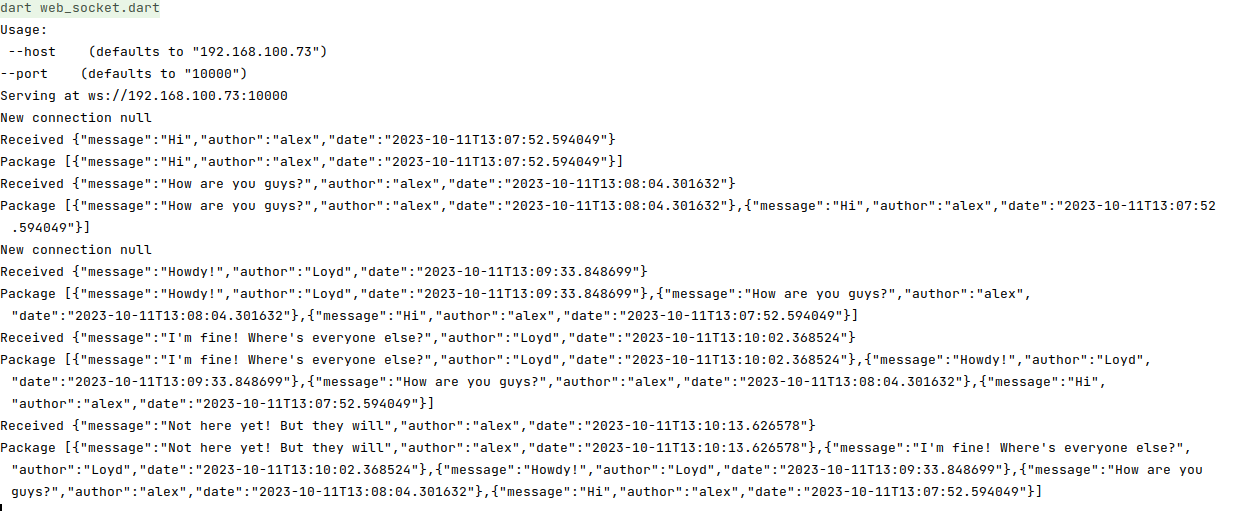 dart web_socket.dart
Usage:
 --host    (defaults to "192.168.100.73")
--port    (defaults to "10000")
Serving at ws://192.168.100.73:10000
New connection null
Received {"message":"Hi","author":"alex","date":"2023-10-11T13:07:52.594049"}
Package [{"message":"Hi","author":"alex","date":"2023-10-11T13:07:52.594049"}]
Received {"message":"How are you guys?","author":"alex","date":"2023-10-11T13:08:04.301632"}
Package [{"message":"How are you guys?","author":"alex","date":"2023-10-11T13:08:04.301632"},{"message":"Hi","author":"alex","date":"2023-10-11T13:07:52
.594049"}]
New connection null
Received {"message":"Howdy!","author":"Loyd","date":"2023-10-11T13:09:33.848699"}
Package [{"message":"Howdy!","author":"Loyd","date":"2023-10-11T13:09:33.848699"},{"message":"How are you guys?","author":"alex",
"date":"2023-10-11T13:08:04.301632"},{"message":"Hi","author":"alex","date":"2023-10-11T13:07:52.594049"}]
Received {"message":"I'm fine! Where's everyone else?","author":"Loyd","date":"2023-10-11T13:10:02.368524"}
Package [{"message":"I'm fine! Where's everyone else?","author":"Loyd","date":"2023-10-11T13:10:02.368524"},{"message":"Howdy!","author":"Loyd",
"date":"2023-10-11T13:09:33.848699"},{"message":"How are you guys?","author":"alex","date":"2023-10-11T13:08:04.301632"},{"message":"Hi",
"author":"alex","date":"2023-10-11T13:07:52.594049"}]
Received {"message":"Not here yet! But they will","author":"alex","date":"2023-10-11T13:10:13.626578"}
Package [{"message":"Not here yet! But they will","author":"alex","date":"2023-10-11T13:10:13.626578"},{"message":"I'm fine! Where's everyone else?",
"author":"Loyd","date":"2023-10-11T13:10:02.368524"},{"message":"Howdy!","author":"Loyd","date":"2023-10-11T13:09:33.848699"},{"message":"How are you
guys?","author":"alex","date":"2023-10-11T13:08:04.301632"},{"message":"Hi","author":"alex","date":"2023-10-11T13:07:52.594049"}]